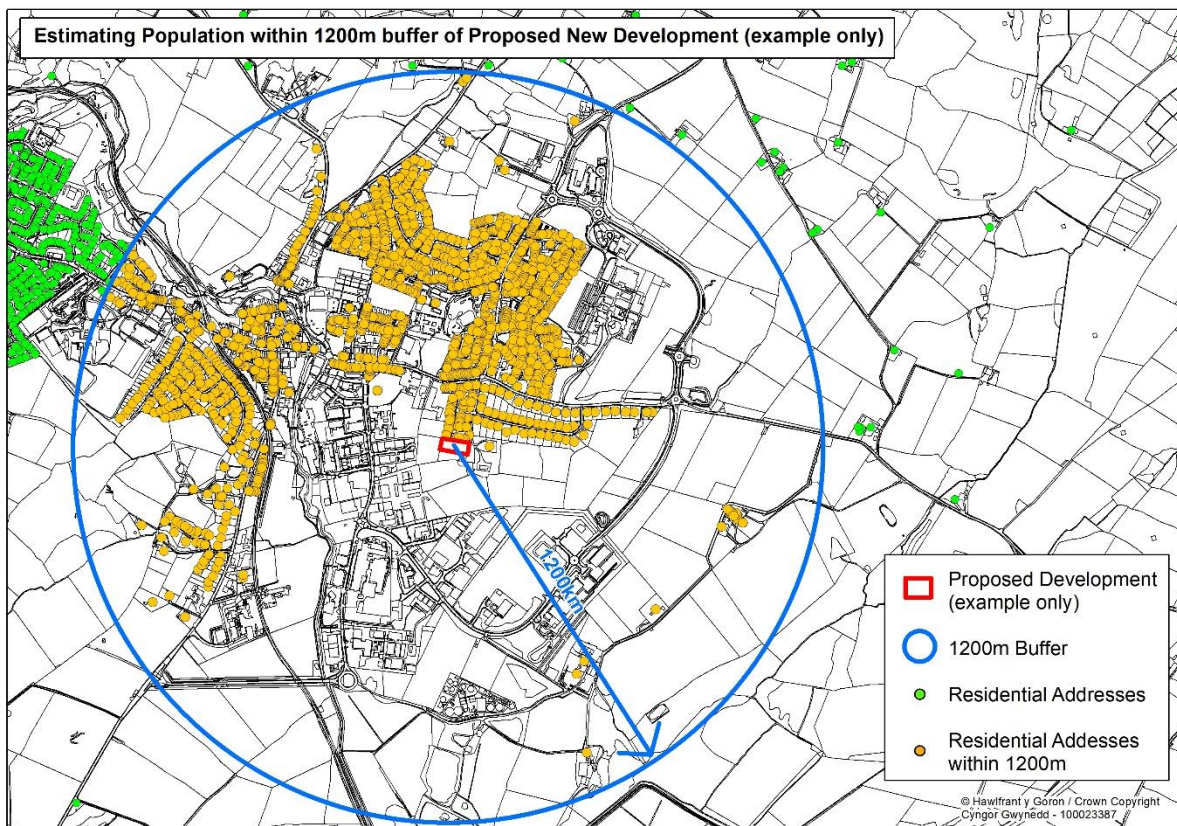 Estimating Population within 1200m buffer of Proposed New Development (example only)
1200km
Proposed Development
(example only)
1200m Buffer
Residential Addresses
Residential Addesses
within 1200m
© Hawlfraint y Goron / Crown Copyright
Cyngor Gwynedd - 100023387